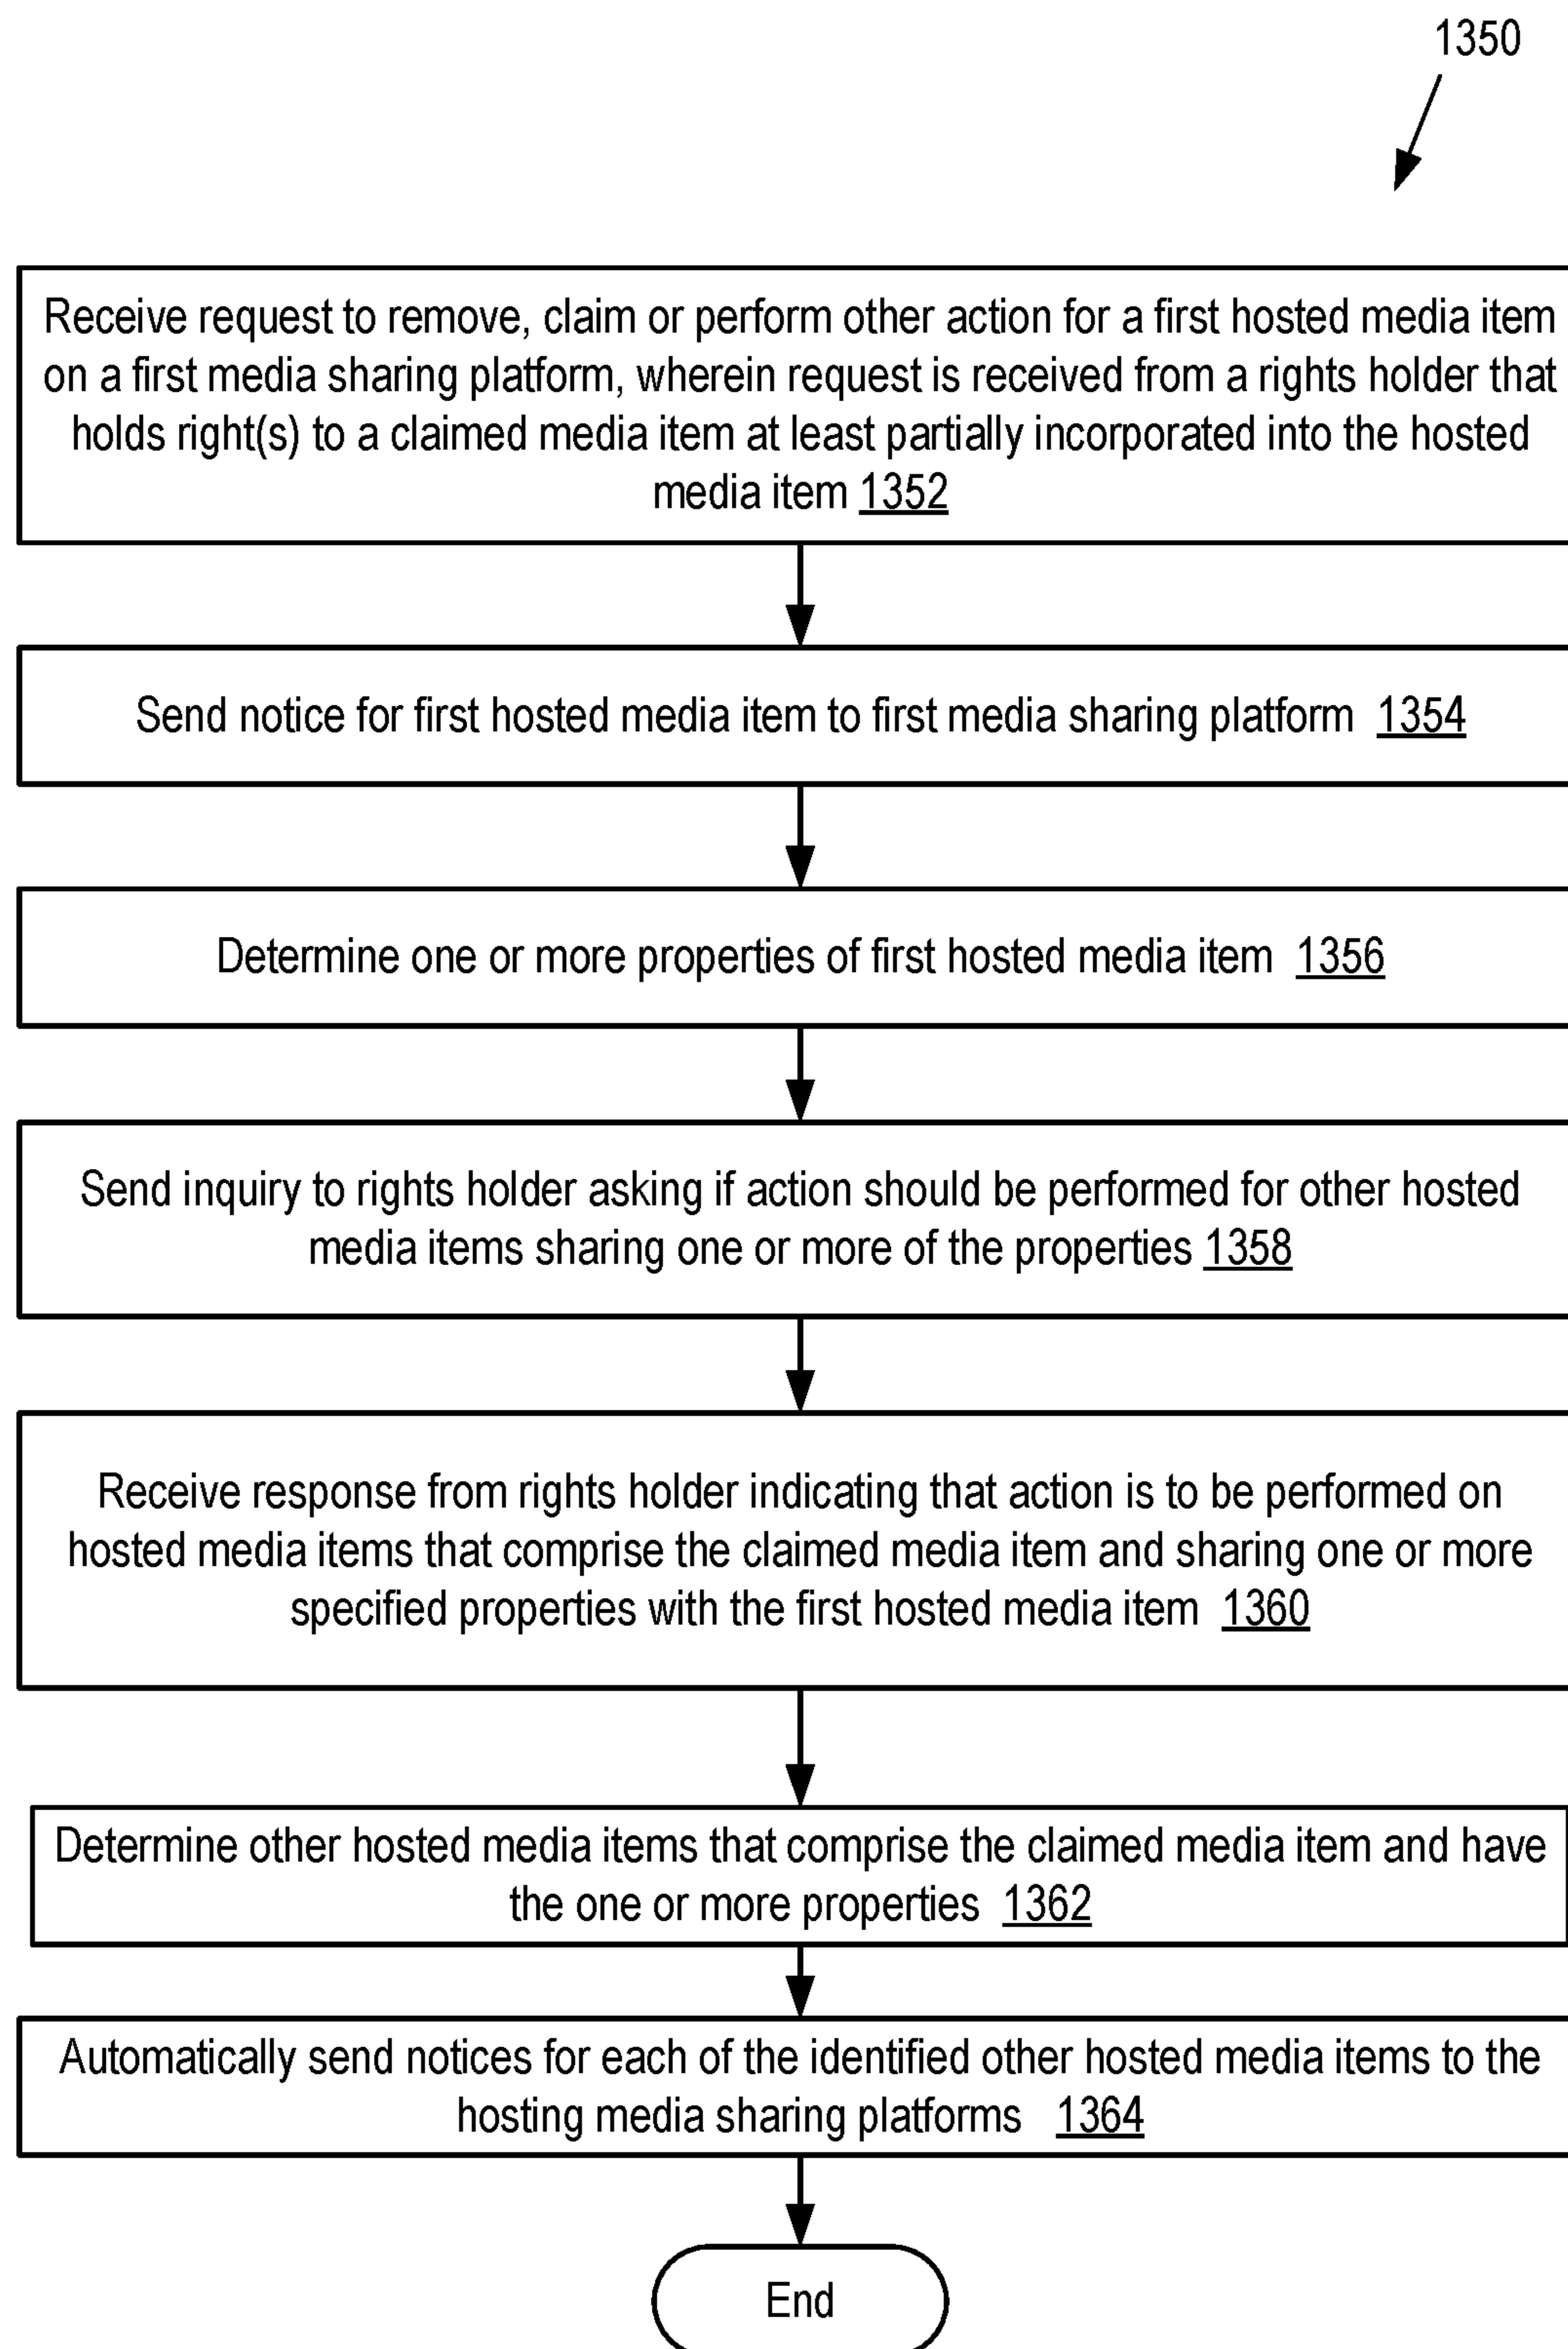 1350
Receive request to remove, claim or perform other action for a first hosted media item
on a first media sharing platform, wherein request is received from a rights holder that
holds right(s) to a claimed media item at least partially incorporated into the hosted
media item 1352
Send notice for first hosted media item to first media sharing platform 1354
Determine one or more properties of first hosted media item 1356
Send inquiry to rights holder asking if action should be performed for other hosted
media items sharing one or more of the properties 1358
Receive response from rights holder indicating that action is to be performed on
hosted media items that comprise the claimed media item and sharing one or more
specified properties with the first hosted media item 1360
Determine other hosted media items that comprise the claimed media item and have
the one or more properties 1362
Automatically send notices for each of the identified other hosted media items to the
hosting media sharing platforms 1364
End